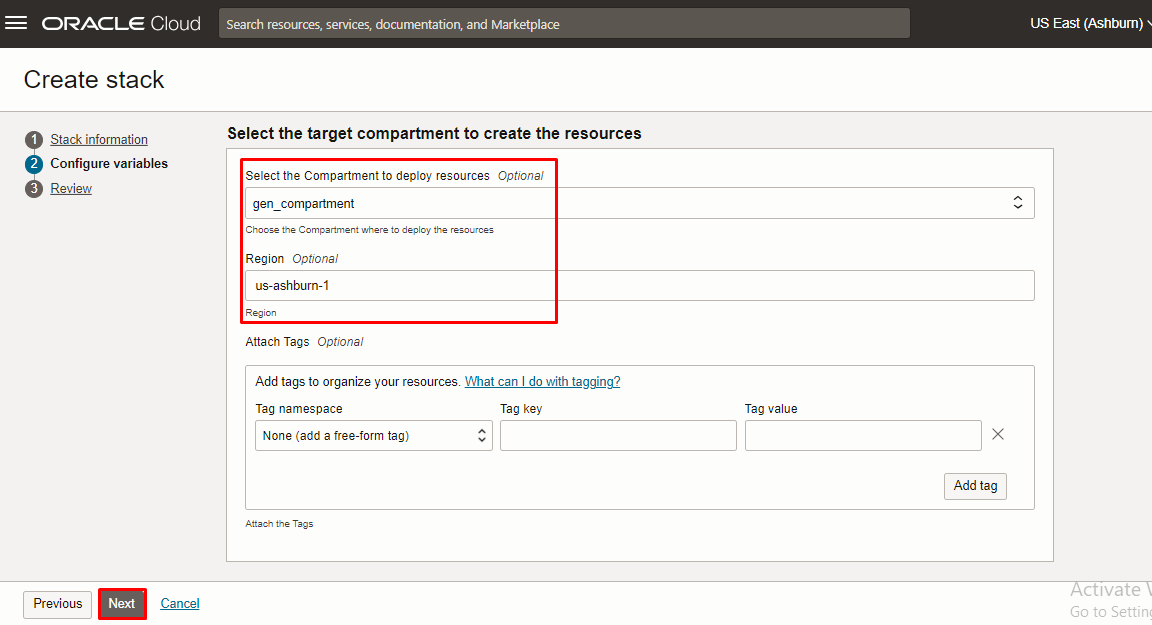 ORACLE Cloud
Search resources, services, documentation, and Marketplace
US East (Ashburn)
Create stack
1 Stack information
2 Configure variables
3 Review
Select the target compartment to create the resources
Select the Compartment to deploy resources Optional
gen_compartment
Choose the Compartment where to deploy the resources
Region Optional
us-ashburn-1
Region
Attach Tags Optional
Add tags to organize your resources. What can I do with tagging?
Tag namespace Tag key Tag value
None (add a free-form tag)
Add tag
Attach the Tags
Previous Next Cancel
Activate W
Go to Setting